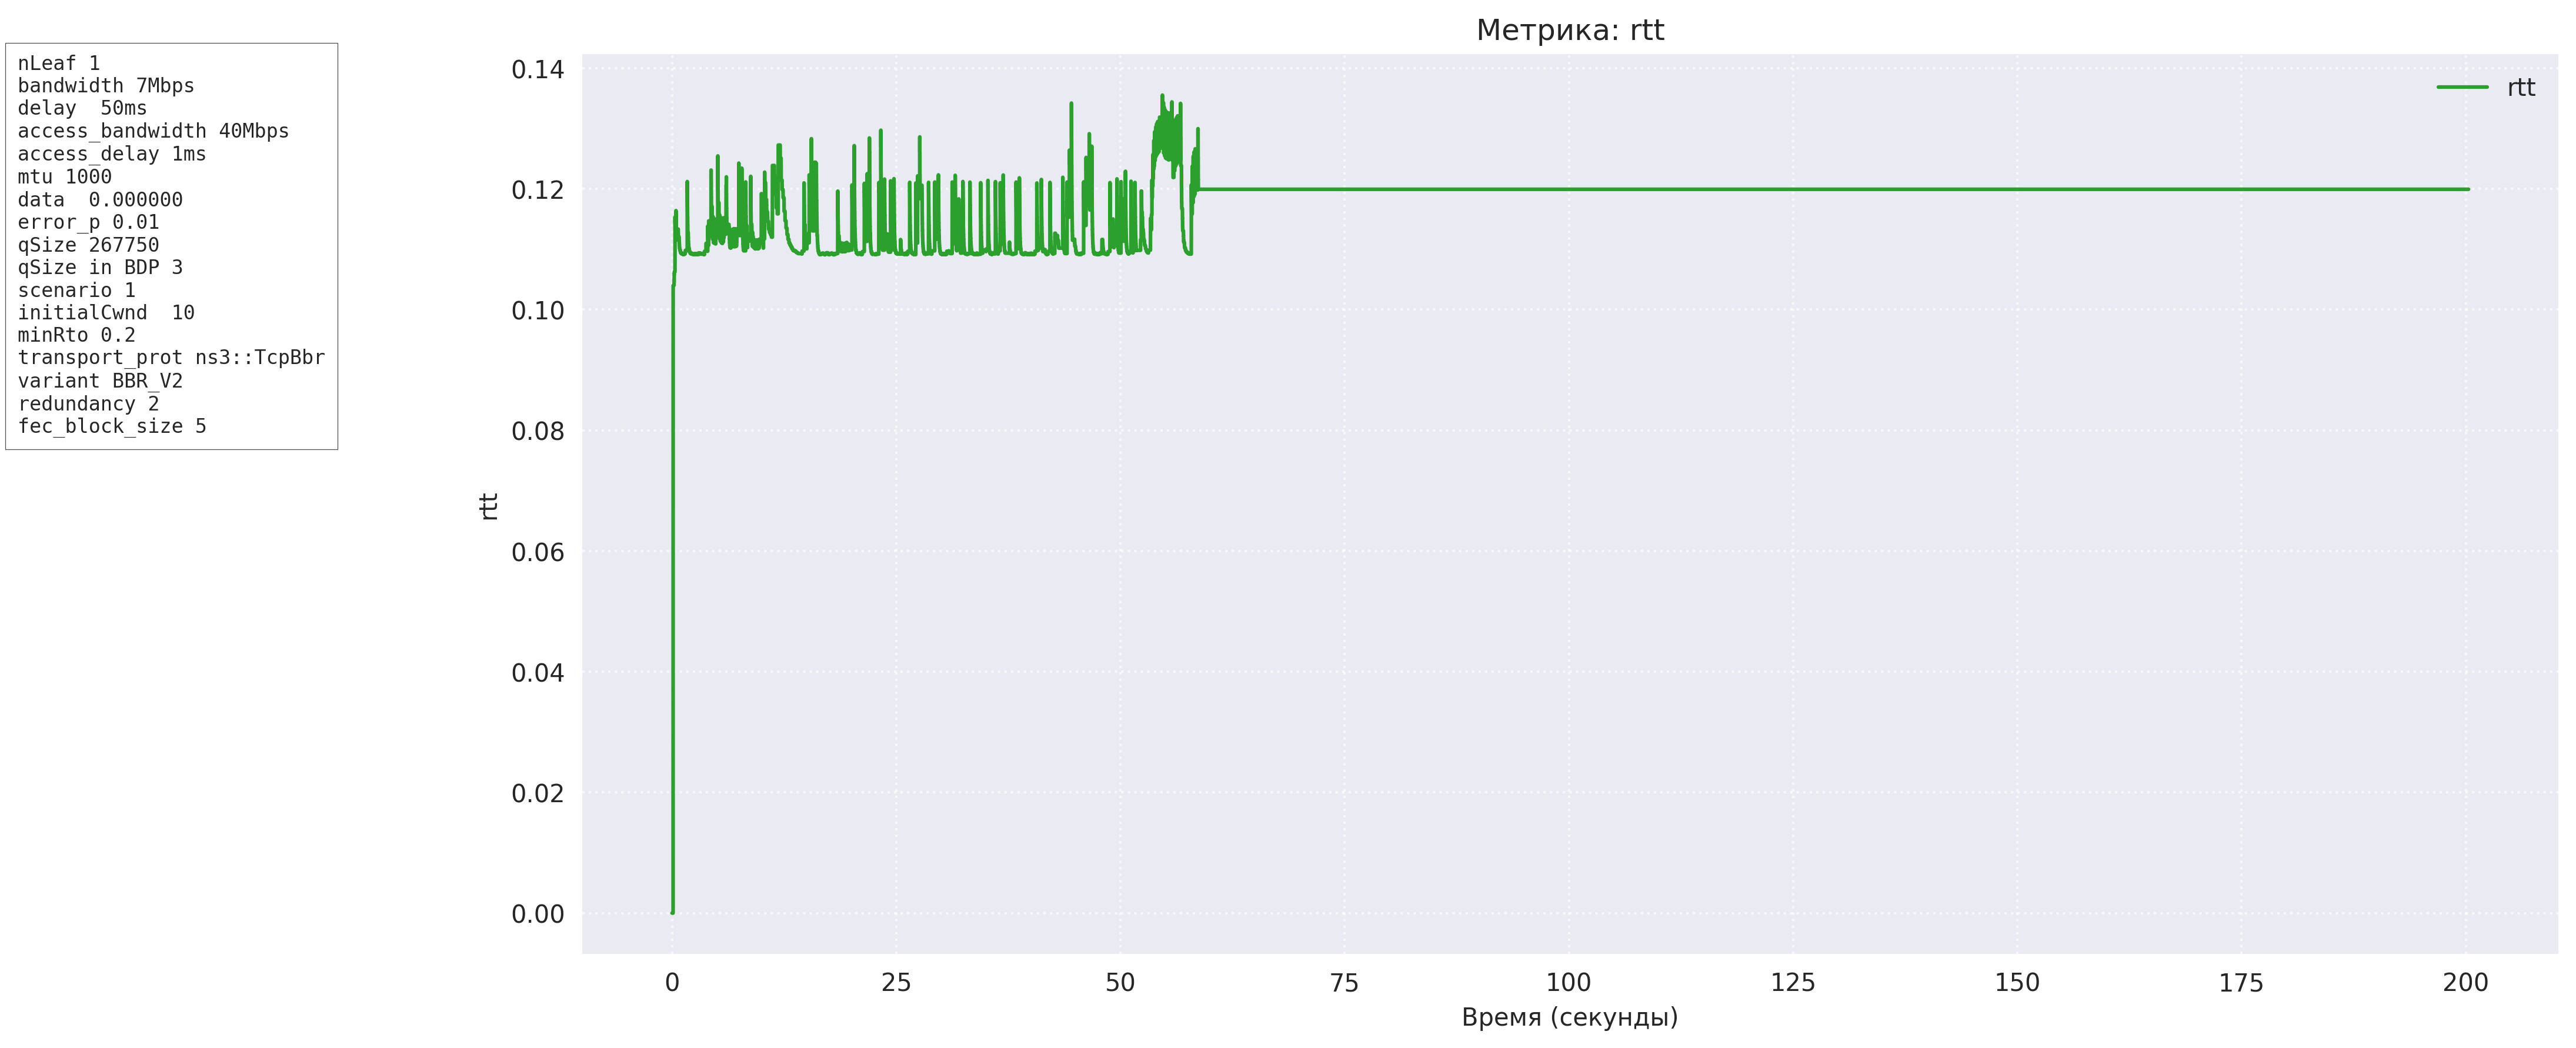 Метрика: rtt
nLeaf 1
bandwidth 7Mbps
delay  50ms
access_bandwidth 40Mbps
access_delay 1ms
mtu 1000
data  0.000000
error_p 0.01
qSize 267750
qSize in BDP 3
scenario 1
initialCwnd  10
minRto 0.2
transport_prot ns3::TcpBbr
variant BBR_V2
redundancy 2
fec_block_size 5
rtt
0.14
0.12
0.10
0.08
0.06
0.04
0.02
0.00
rtt
0 25 50 75 100 125 150 175 200
Время (секунды)